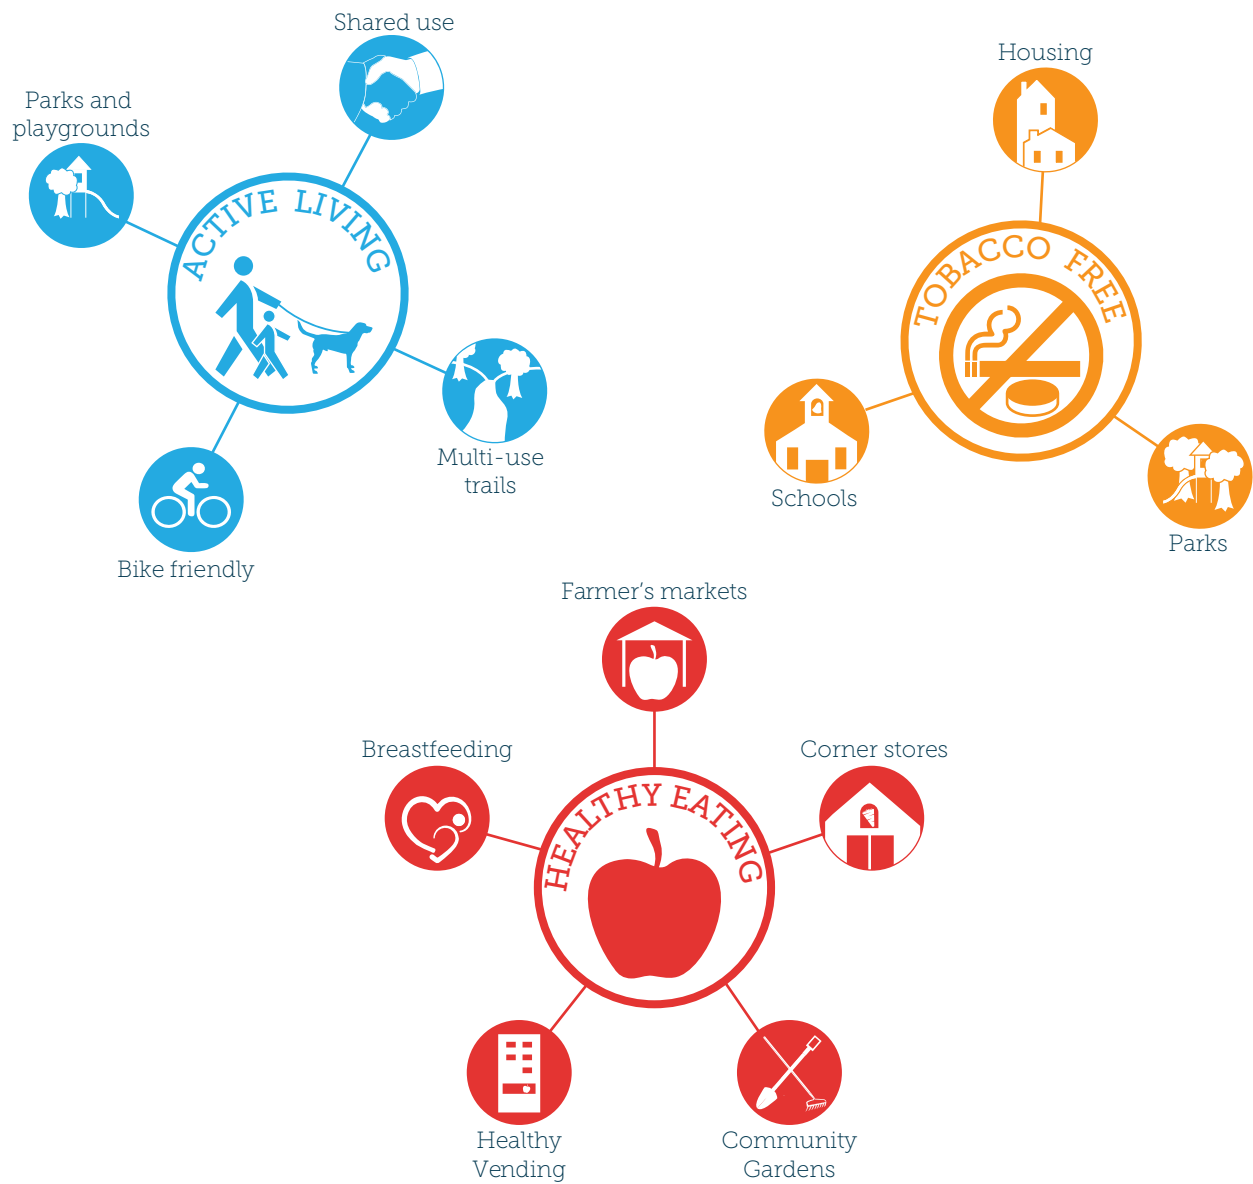 Shared use
Parks and
playgrounds
ACTIVE LIVING
Multi-use
trails
Bike friendly
Housing
TOBACCO FREE
Schools
Parks
Farmer’s markets
Breastfeeding
Corner stores
HEALTHY EATING
Healthy
Vending
Community
Gardens